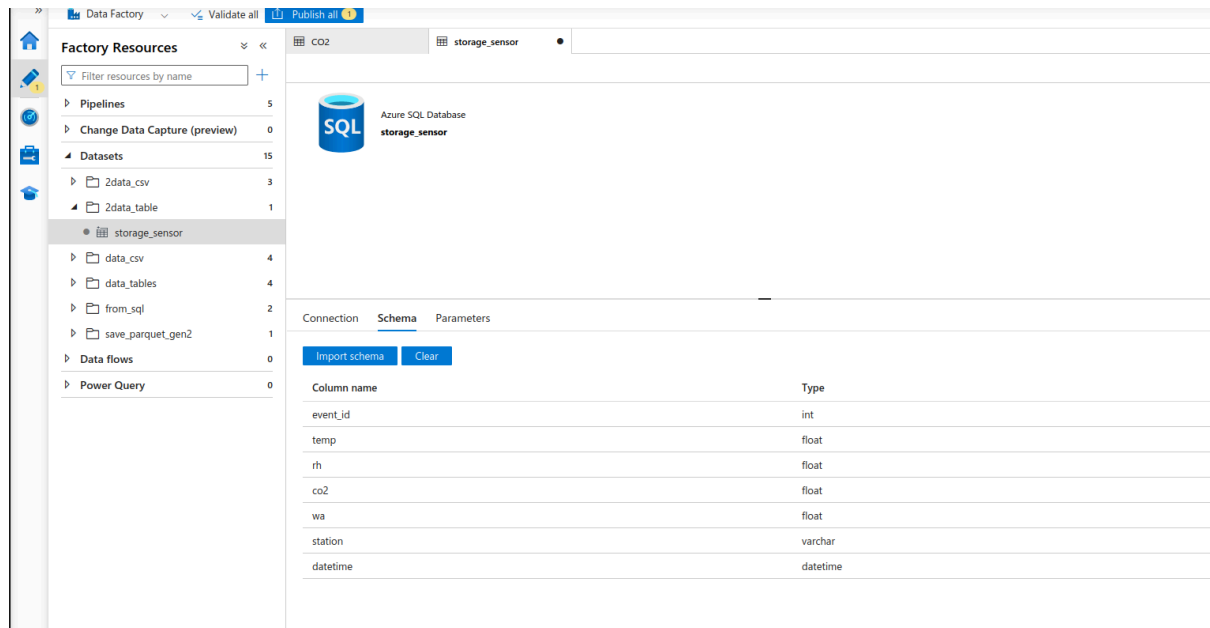 »
Data Factory
Validate all
Publish all 1
1
Factory Resources
Filter resources by name
Pipelines 5
Change Data Capture (preview) 0
Datasets 15
2data_csv 3
2data_table 1
storage_sensor
data_csv 4
data_tables 4
from_sql 2
save_parquet_gen2 1
Data flows 0
Power Query 0
CO2
storage_sensor
SQL
Azure SQL Database
storage_sensor
Connection Schema Parameters
Import schema Clear
Column name Type
event_id int
temp float
rh float
co2 float
wa float
station varchar
datetime datetime